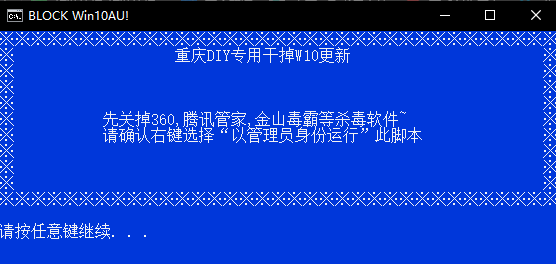 BLOCK Win10AU!
重庆DIY专用干掉W10更新
先关掉360,腾讯管家,金山毒霸等杀毒软件~
请确认右键选择“以管理员身份运行”此脚本
请按任意键继续. . .